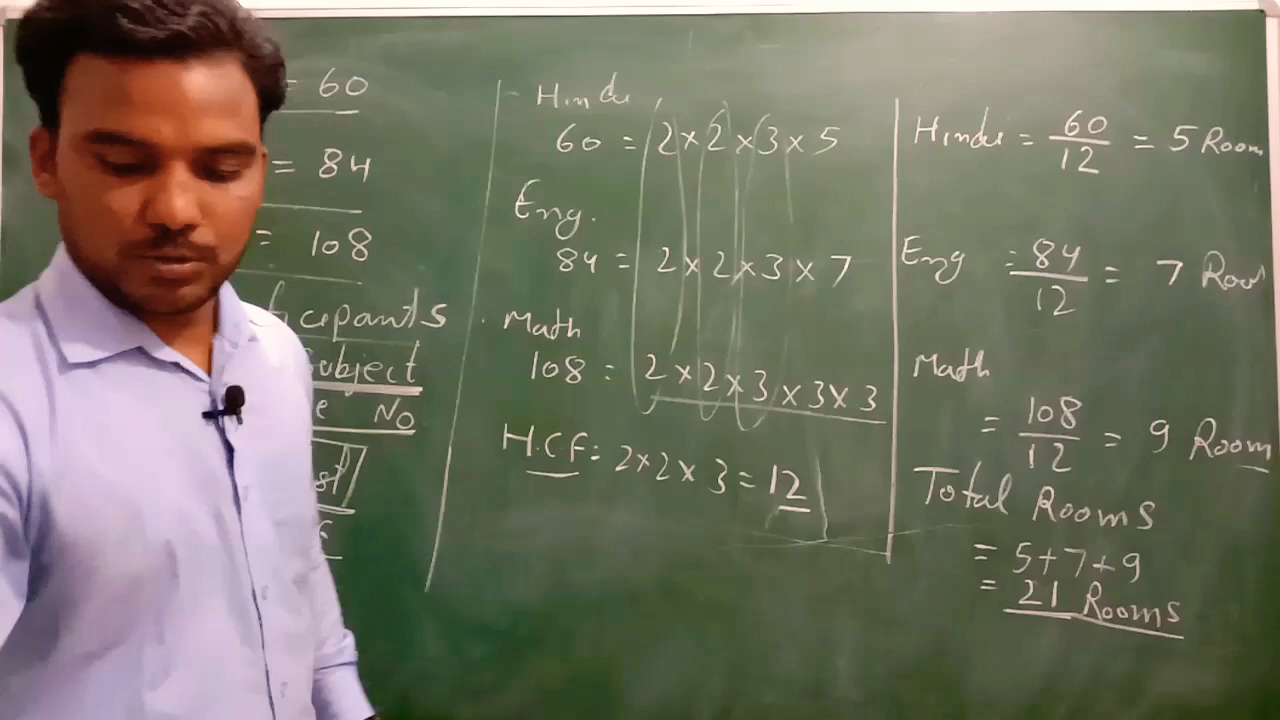 = 60
= 84
= 108
cipants
Subject
e No
Hindi
60 = 2×2×3×5
Eng.
84 = 2×2×3×7
Math
108 = 2×2×3×3×3
H.C.F = 2×2×3 = 12
Hindi = 60/12 = 5 Room
Eng = 84/12 = 7 Roo
Math
= 108/12 = 9 Room
Total Rooms
= 5+7+9
= 21 Rooms